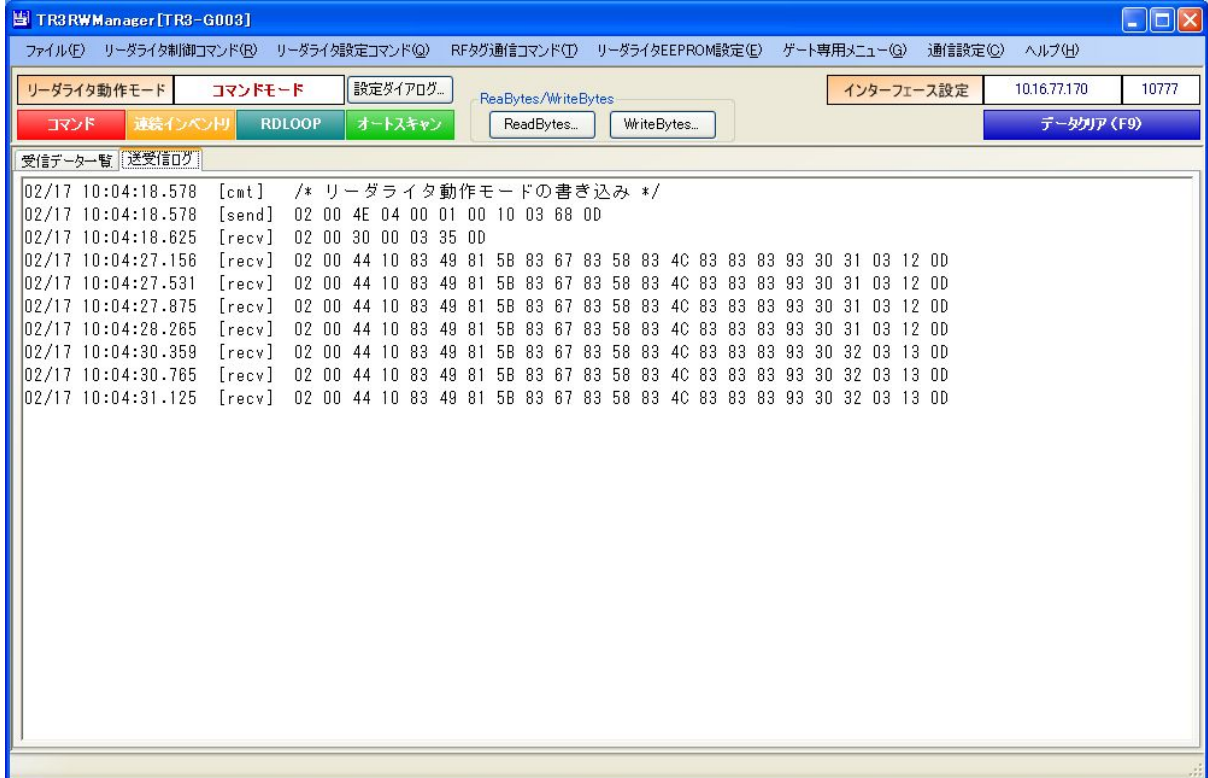 TR3RWManager[TR3-G003]
ファイル(F) リーダライタ制御コマンド(R) リーダライタ設定コマンド(Q) RFタグ通信コマンド(T) リーダライタEEPROM設定(E) ゲート専用メニュー(G) 通信設定(C) ヘルプ(H)
リーダライタ動作モード コマンドモード 設定ダイアログ... ReaBytes/WriteBytes インターフェース設定 10.16.77.170 10777
コマンド 連装インベントリ RDLOOP オートスキャン ReadBytes... WriteBytes... データクリア (F9)
受信データ一覧 送受信ログ
02/17 10:04:18.578 [cmt] /* リーダライタ動作モードの書き込み */
02/17 10:04:18.578 [send] 02 00 4E 04 00 01 00 10 03 68 0D
02/17 10:04:18.625 [recv] 02 00 30 00 03 35 0D
02/17 10:04:27.156 [recv] 02 00 44 10 83 49 81 5B 83 67 83 58 83 4C 83 83 83 93 30 31 03 12 0D
02/17 10:04:27.531 [recv] 02 00 44 10 83 49 81 5B 83 67 83 58 83 4C 83 83 83 93 30 31 03 12 0D
02/17 10:04:27.875 [recv] 02 00 44 10 83 49 81 5B 83 67 83 58 83 4C 83 83 83 93 30 31 03 12 0D
02/17 10:04:28.265 [recv] 02 00 44 10 83 49 81 5B 83 67 83 58 83 4C 83 83 83 93 30 31 03 12 0D
02/17 10:04:30.359 [recv] 02 00 44 10 83 49 81 5B 83 67 83 58 83 4C 83 83 83 93 30 32 03 13 0D
02/17 10:04:30.765 [recv] 02 00 44 10 83 49 81 5B 83 67 83 58 83 4C 83 83 83 93 30 32 03 13 0D
02/17 10:04:31.125 [recv] 02 00 44 10 83 49 81 5B 83 67 83 58 83 4C 83 83 83 93 30 32 03 13 0D